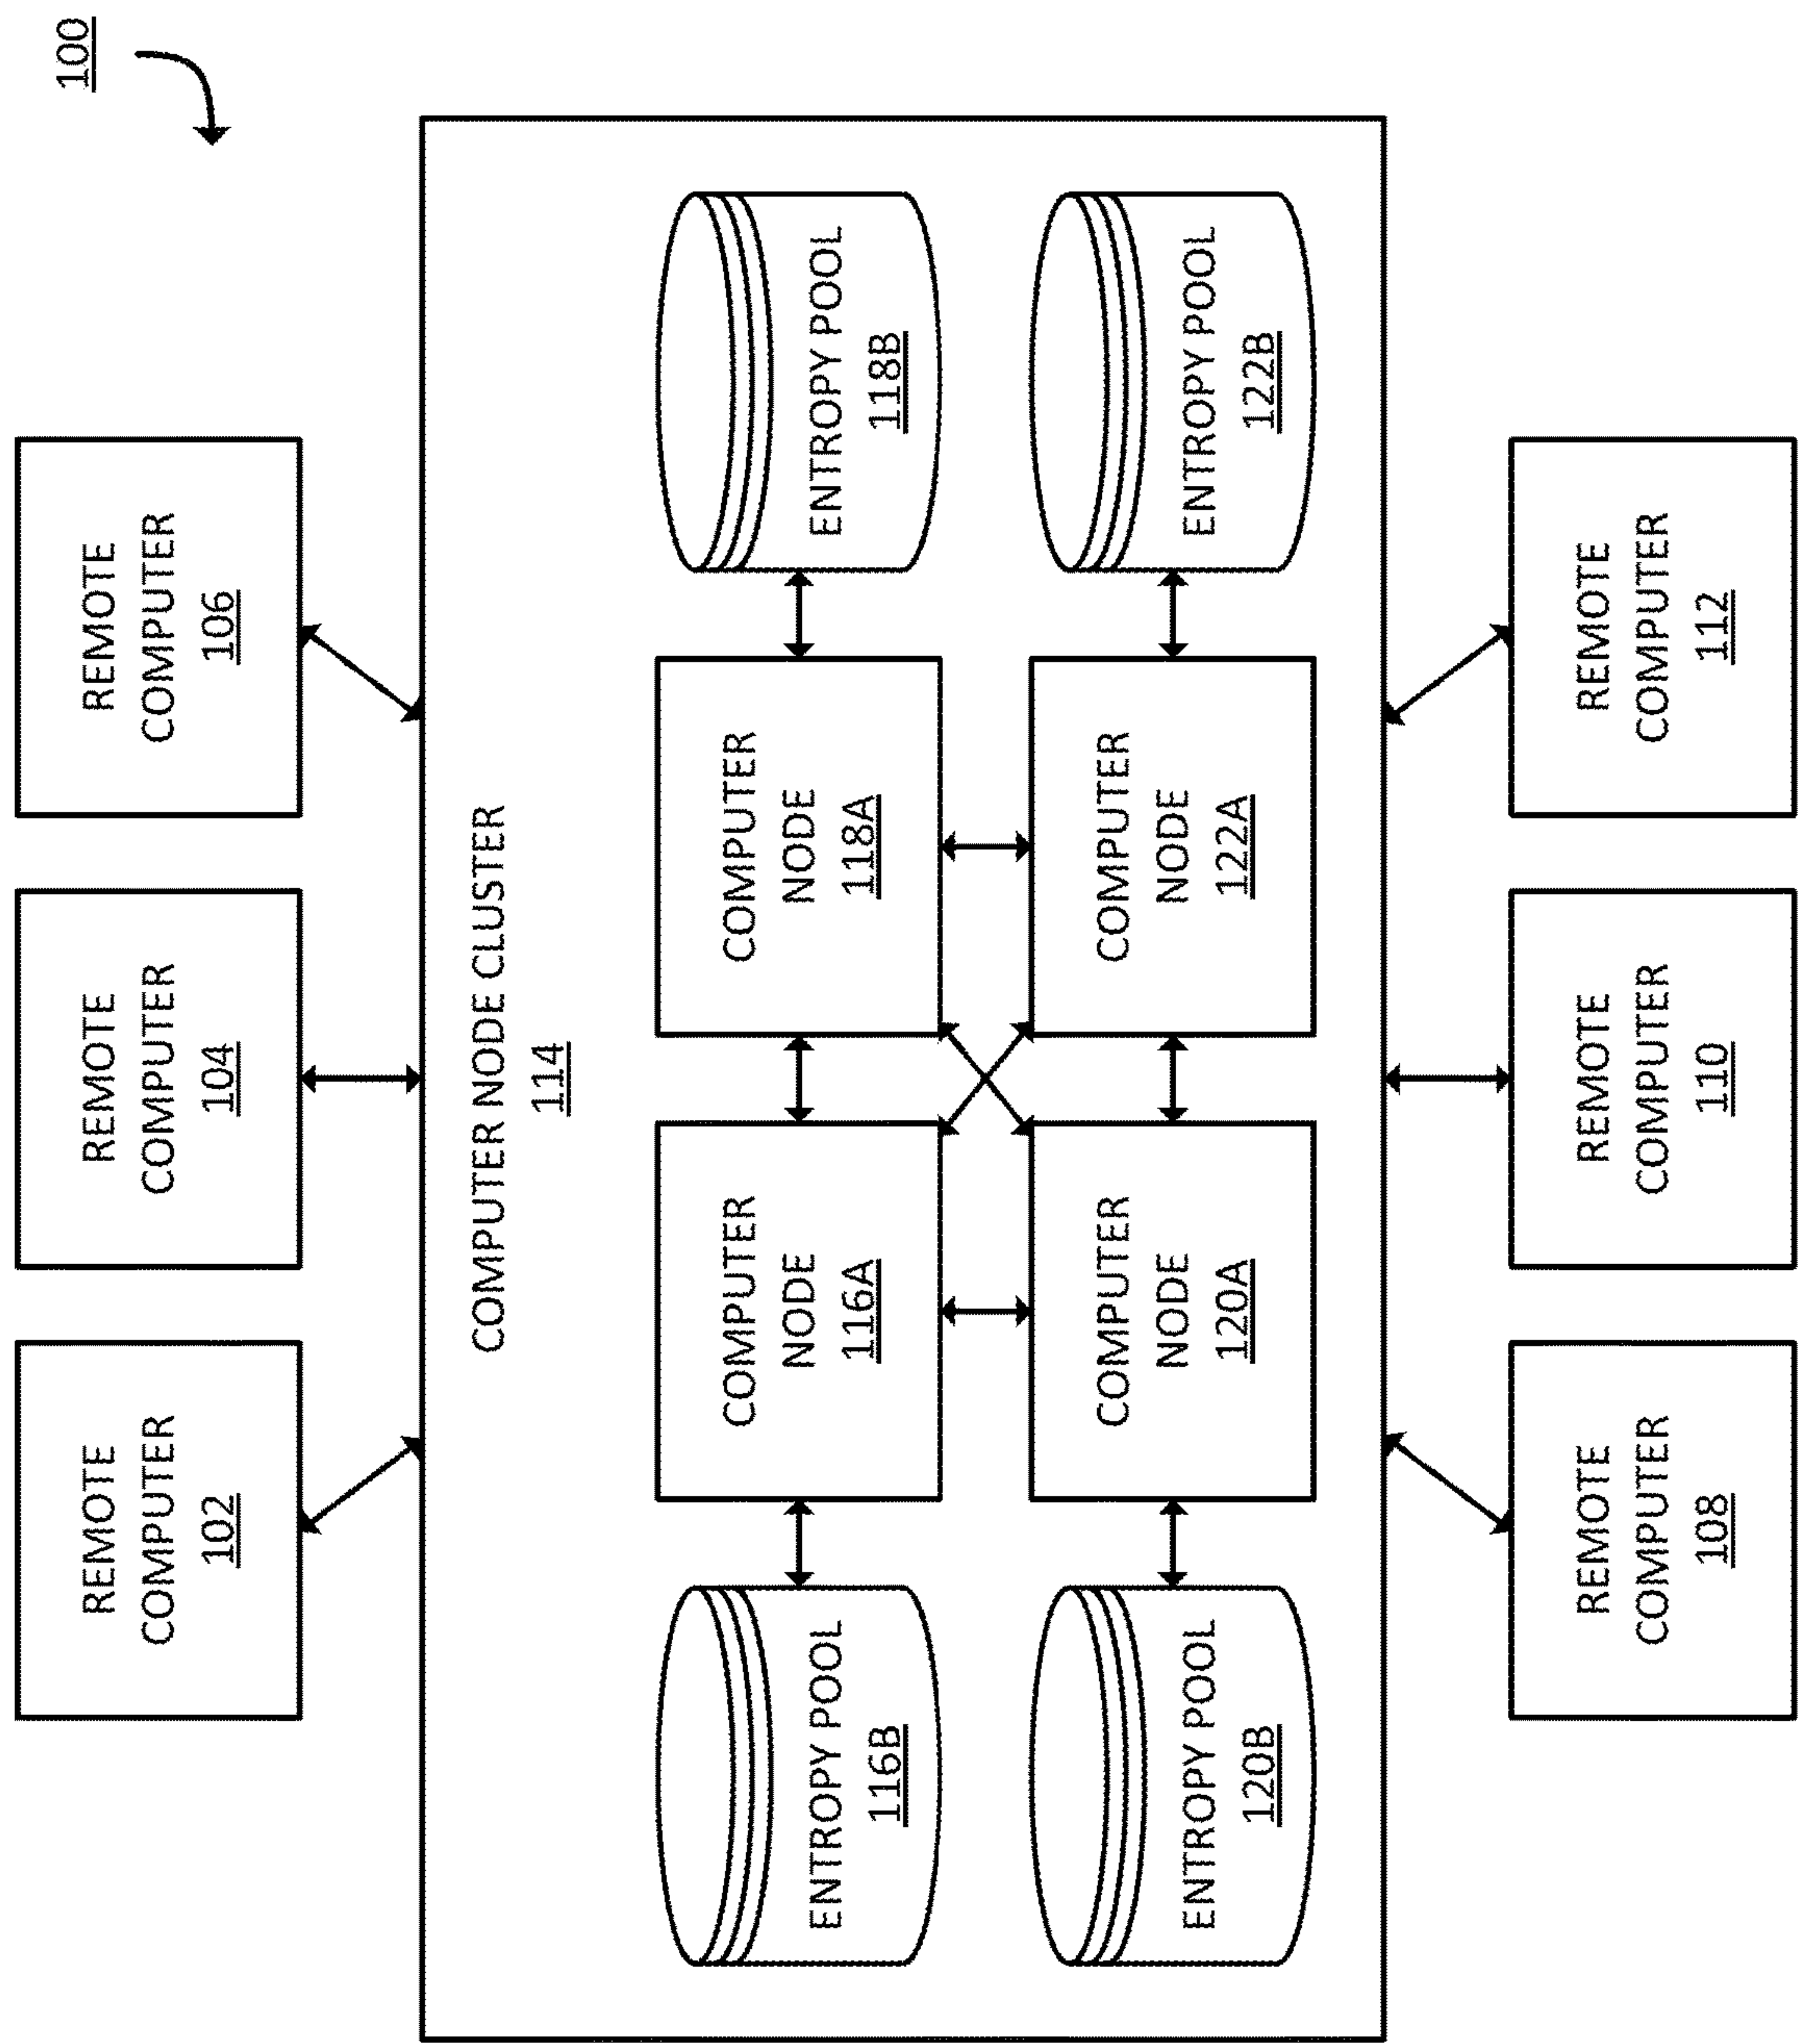 100
REMOTE
COMPUTER
102
REMOTE
COMPUTER
104
REMOTE
COMPUTER
106
COMPUTER NODE CLUSTER
114
ENTROPY POOL
116B
COMPUTER
NODE
116A
COMPUTER
NODE
118A
ENTROPY POOL
118B
ENTROPY POOL
120B
COMPUTER
NODE
120A
COMPUTER
NODE
122A
ENTROPY POOL
122B
REMOTE
COMPUTER
108
REMOTE
COMPUTER
110
REMOTE
COMPUTER
112